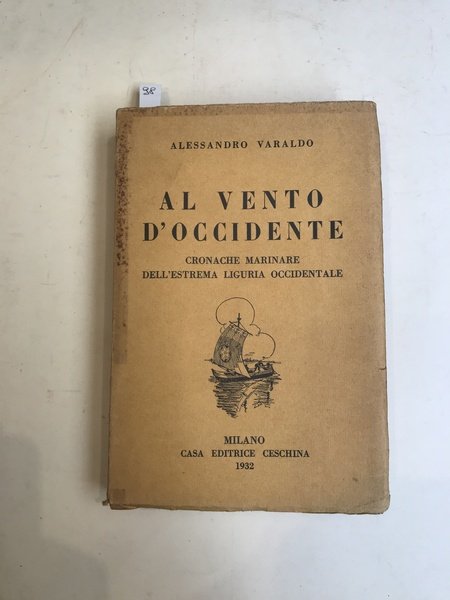 ALESSANDRO VARALDO
AL VENTO
D'OCCIDENTE
CRONACHE MARINARE
DELL'ESTREMA LIGURIA OCCIDENTALE
MILANO
CASA EDITRICE CESCHINA
1932